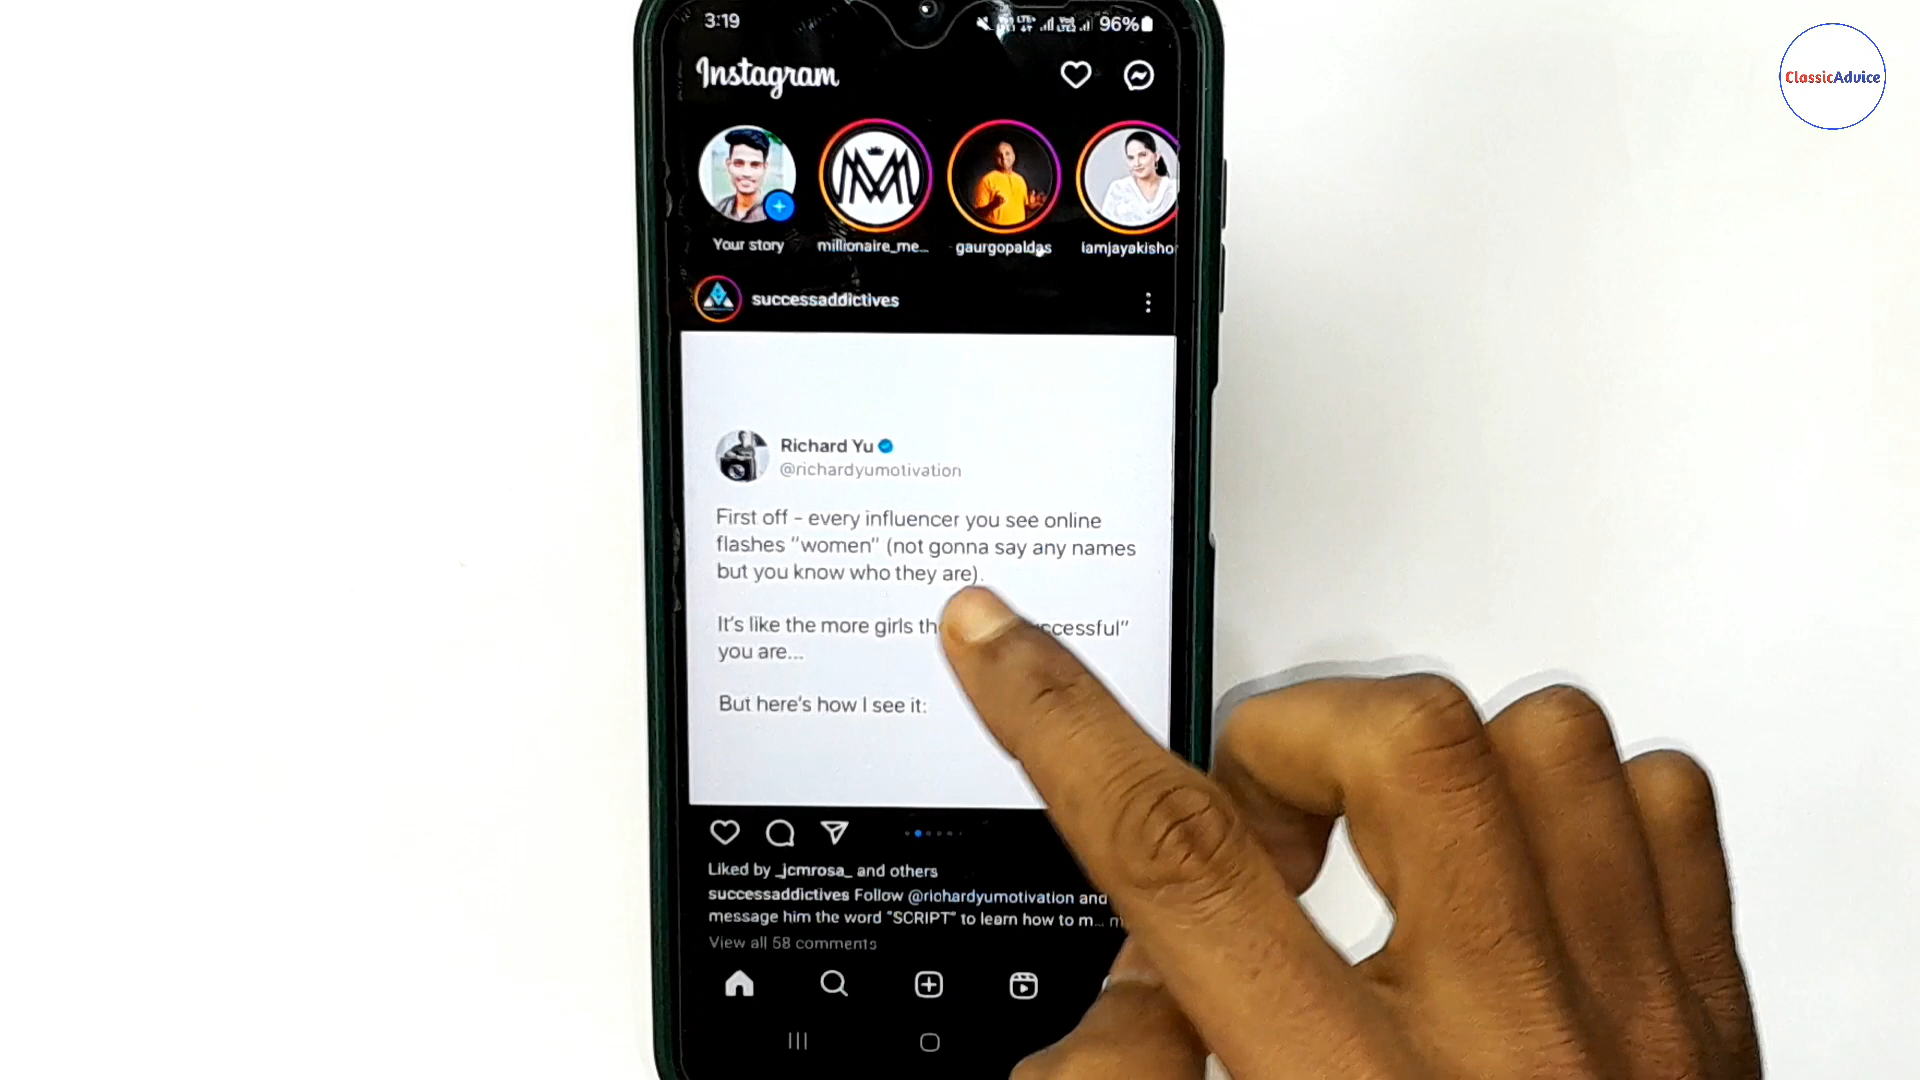 3:19
96%
Instagram
ClassicAdvice
Your story
millionaire_me...
gaurgopaldas
iamjayakisho
successaddictives
Richard Yu
@richardyumotivation
First off - every influencer you see online
flashes "women" (not gonna say any names
but you know who they are).
It's like the more girls ccessful"
you are...
But here's how I see it:
Liked by _jcmrosa_ and others
successaddictives Follow @richardyumotivation and
message him the word "SCRIPT" to learn how to m...
View all 58 comments